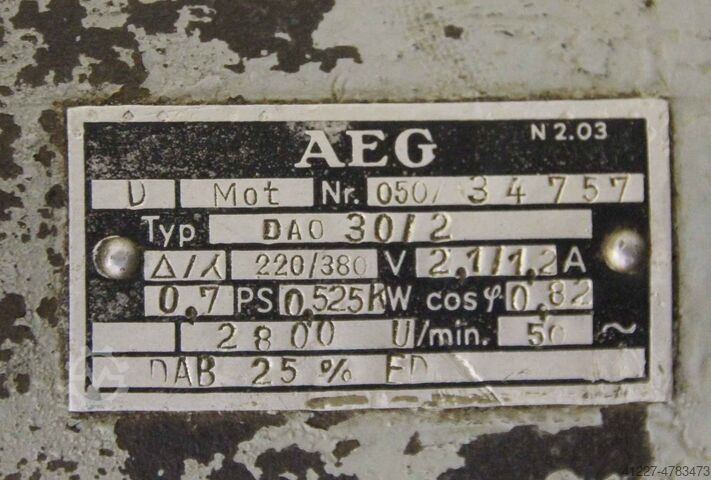 AEG N 2.03
D Mot Nr. 050/ 34757
Typ DAO 30/2
Δ/⅄ 220/380 V 2,1/1,2 A
0,7 PS 0,525 KW cos φ 0,82
2800 U/min. 50 ~
DAB 25% ED.
41227-4783473